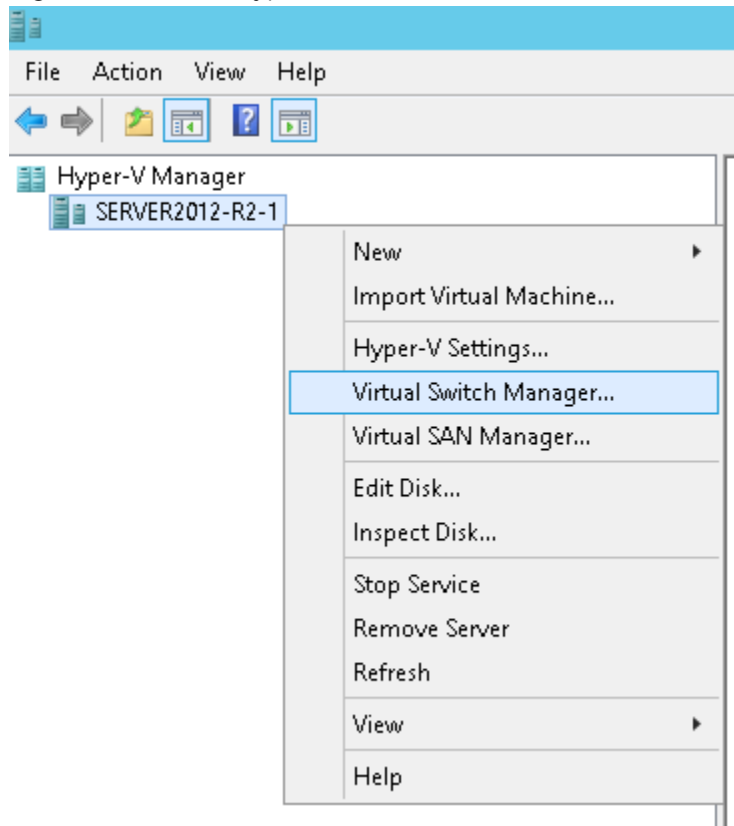 File Action View Help
Hyper-V Manager
SERVER2012-R2-1
New
Import Virtual Machine...
Hyper-V Settings...
Virtual Switch Manager...
Virtual SAN Manager...
Edit Disk...
Inspect Disk...
Stop Service
Remove Server
Refresh
View
Help